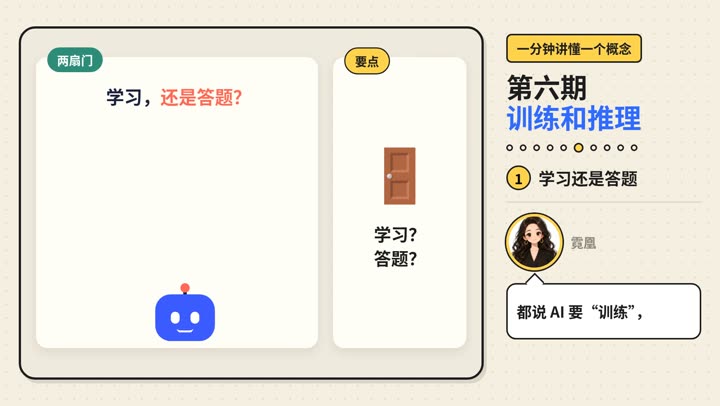 两扇门
学习，还是答题？
要点
学习？
答题？
一分钟讲懂一个概念
第六期
训练和推理
1 学习还是答题
霓凰
都说 AI 要“训练”，